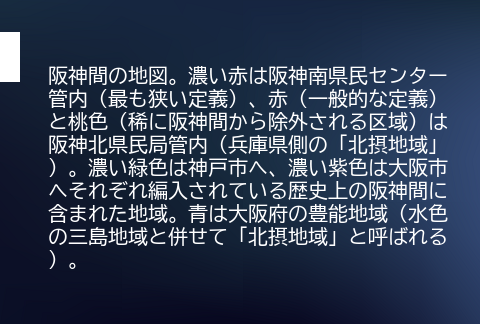 阪神間の地図。濃い赤は阪神南県民センター
管内（最も狭い定義）、赤（一般的な定義）
と桃色（稀に阪神間から除外される区域）は
阪神北県民局管内（兵庫県側の「北摂地域」
）。濃い緑色は神戸市へ、濃い紫色は大阪市
へそれぞれ編入されている歴史上の阪神間に
含まれた地域。青は大阪府の豊能地域（水色
の三島地域と併せて「北摂地域」と呼ばれる
）。